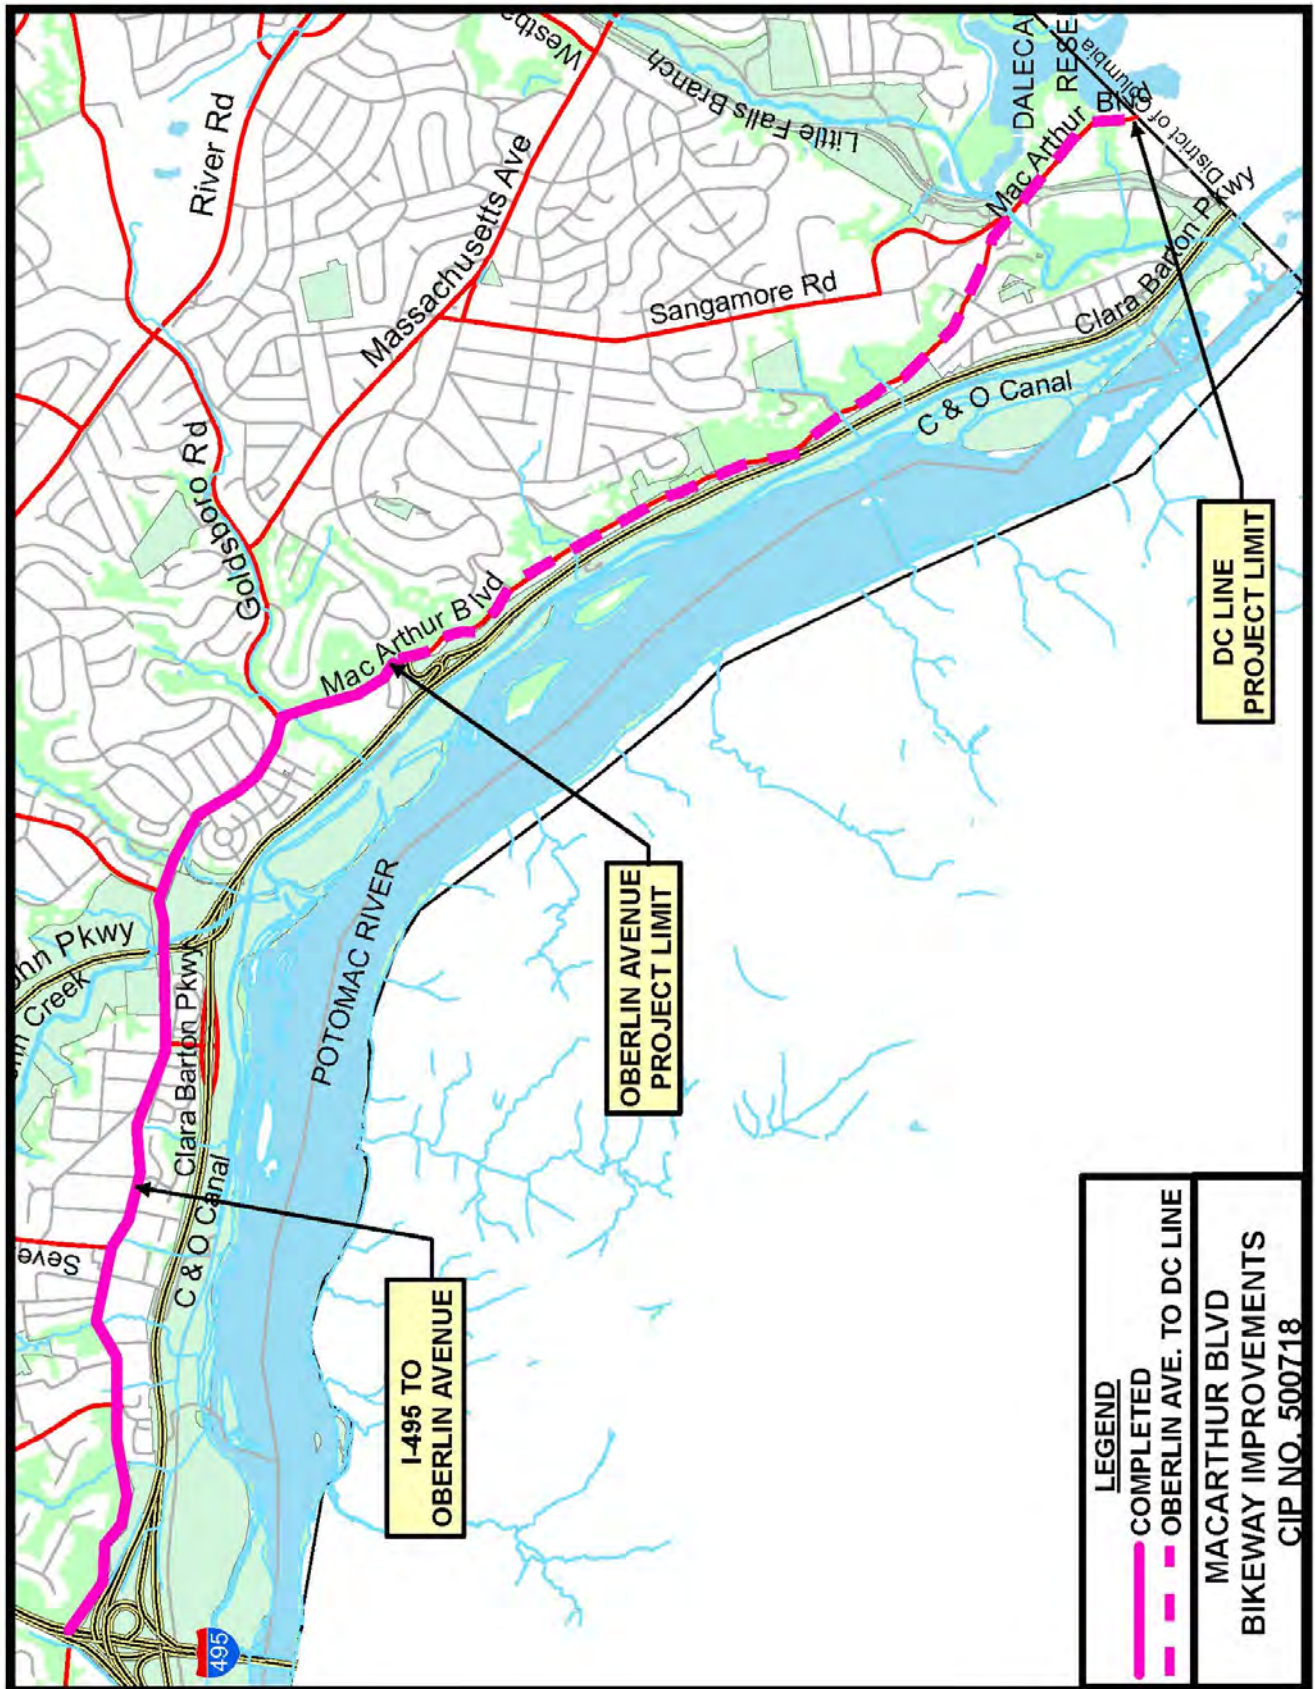 River Rd
Westba
Massachusetts Ave
Little Falls Branch
DALECA
RESE
Mac Arthur
Blvd
District of Columbia
Sangamore Rd
Clara Barton Pkwy
Goldsboro Rd
C & O Canal
Mac Arthur Blvd
DC LINE
PROJECT LIMIT
ohn Pkwy
Creek
Clara Barton Pkwy
POTOMAC RIVER
OBERLIN AVENUE
PROJECT LIMIT
Seve
C & O Canal
I-495 TO
OBERLIN AVENUE
495
LEGEND
COMPLETED
OBERLIN AVE. TO DC LINE
MACARTHUR BLVD
BIKEWAY IMPROVEMENTS
CIP NO. 500718